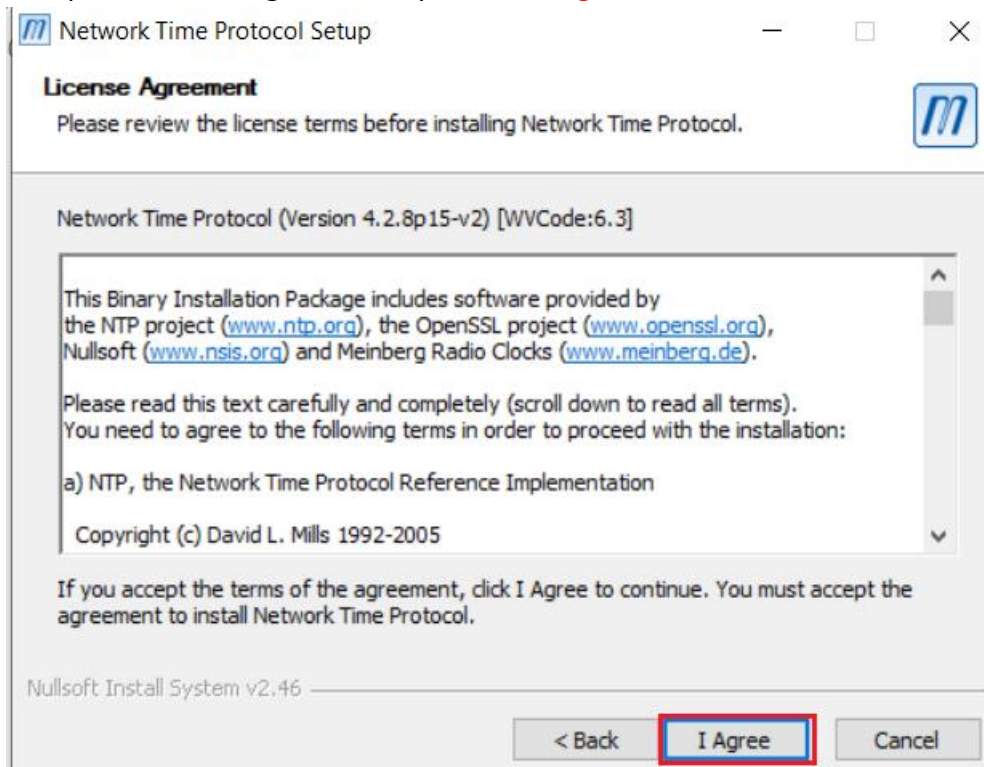 Network Time Protocol Setup
License Agreement
Please review the license terms before installing Network Time Protocol.
Network Time Protocol (Version 4.2.8p15-v2) [WVCode:6.3]
This Binary Installation Package includes software provided by
the NTP project (www.ntp.org), the OpenSSL project (www.openssl.org),
Nullsoft (www.nsis.org) and Meinberg Radio Clocks (www.meinberg.de).
Please read this text carefully and completely (scroll down to read all terms).
You need to agree to the following terms in order to proceed with the installation:
a) NTP, the Network Time Protocol Reference Implementation
Copyright (c) David L. Mills 1992-2005
If you accept the terms of the agreement, click I Agree to continue. You must accept the
agreement to install Network Time Protocol.
Nullsoft Install System v2.46
< Back I Agree Cancel